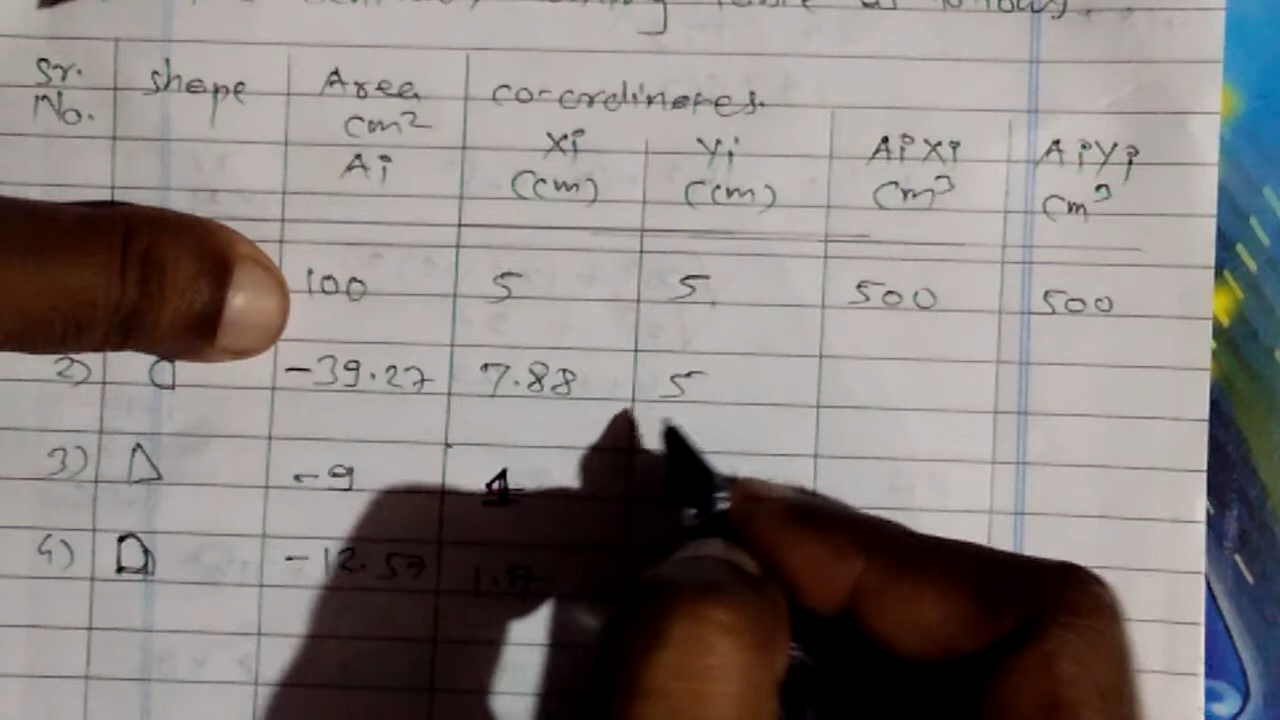 Sr. No. shape Area cm2 Ai co-ordinates.
Xi (cm) Yi (cm) AiXi cm3 AiYi cm3
100 5 5 500 500
2) -39.27 7.88 5
3) -9 1
4) -12.57